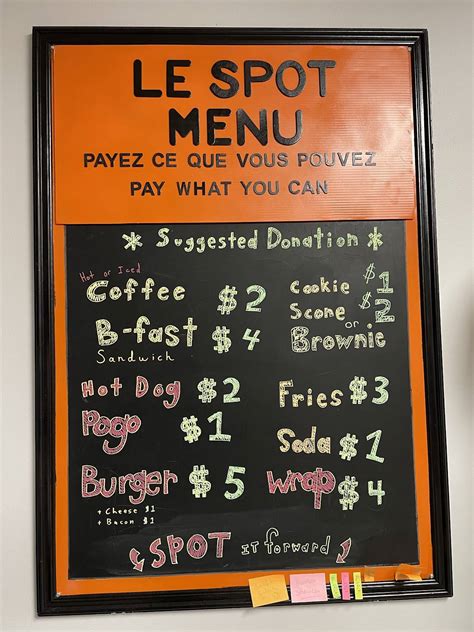 LE SPOT
MENU
PAYEZ CE QUE VOUS POUVEZ
PAY WHAT YOU CAN
* Suggested Donation *
Hot or Iced
Coffee $2
B-fast $4
Sandwich
Cookie $1
Scone $2
or
Brownie
Hot Dog $2
Pogo $1
Fries $3
Soda $1
Burger $5
+ Cheese $1
+ Bacon $1
Wrap $4
SPOT it forward